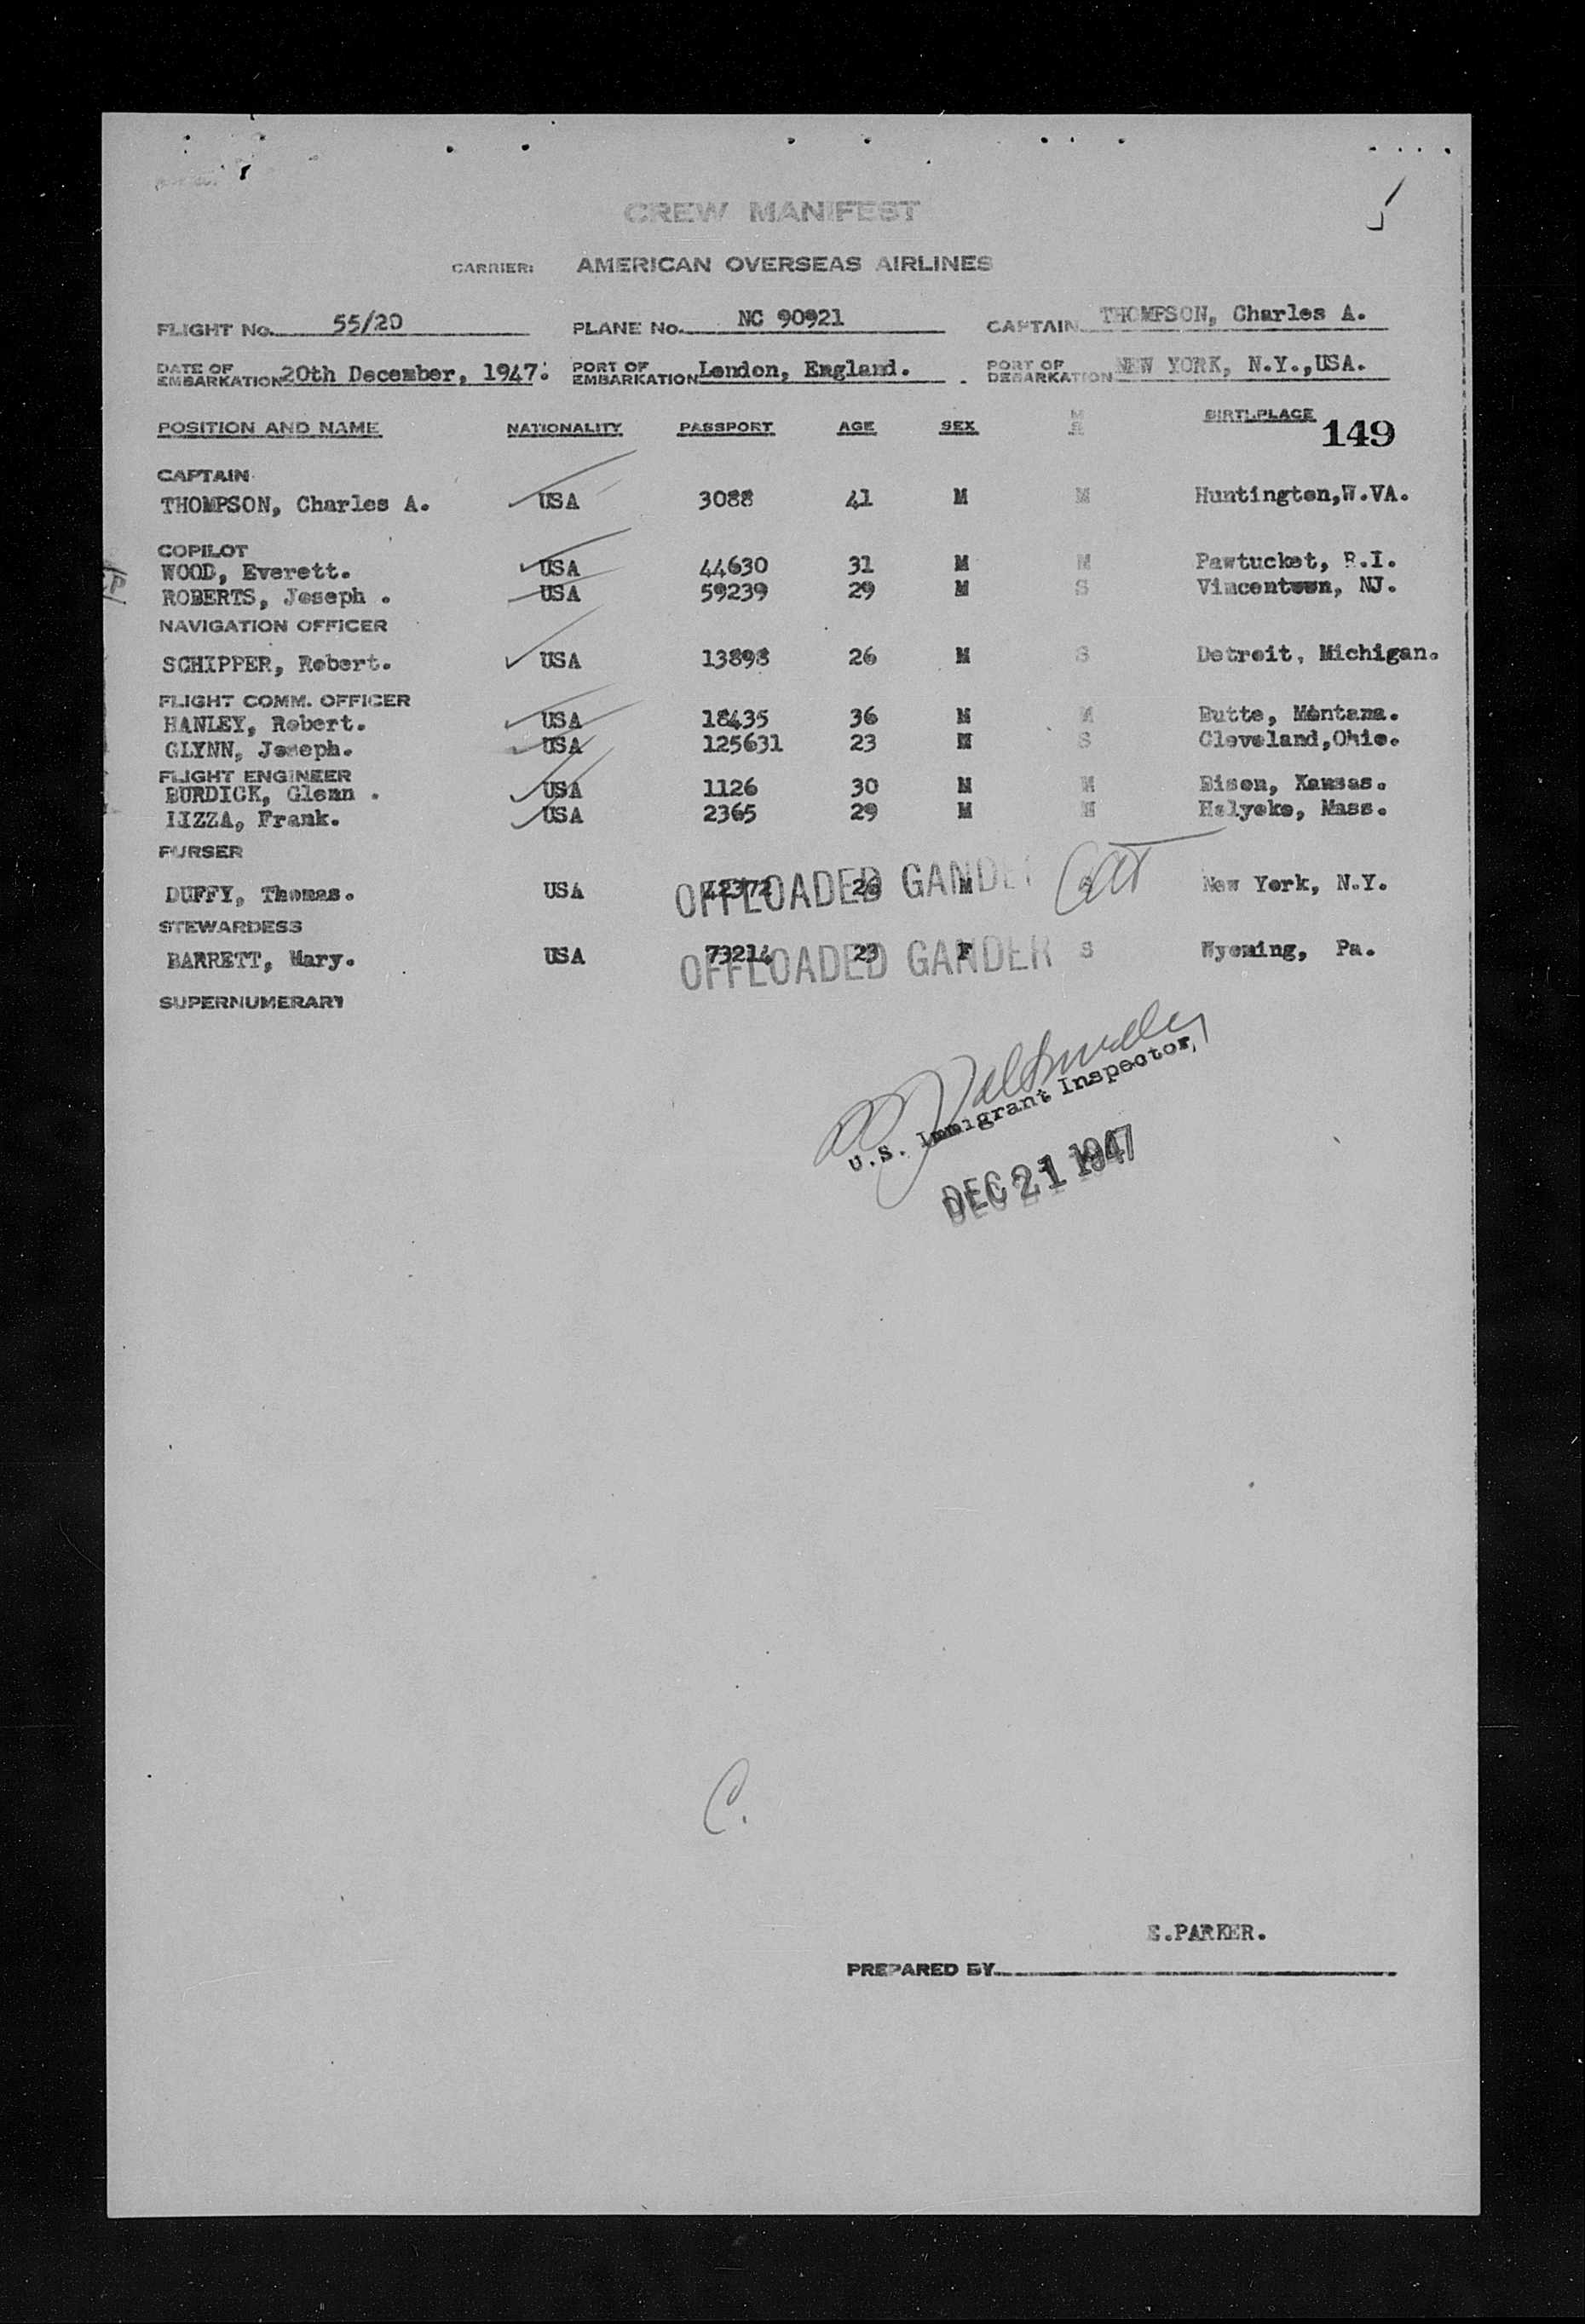 CREW MANIFEST
CARRIER: AMERICAN OVERSEAS AIRLINES
FLIGHT No. 55/20 PLANE No. NC 90921 CAPTAIN THOMPSON, Charles A.
DATE OF EMBARKATION 20th December, 1947. PORT OF EMBARKATION London, England. PORT OF DEBARKATION NEW YORK, N.Y.,USA.
POSITION AND NAME NATIONALITY PASSPORT AGE SEX M S BIRTHPLACE 149
CAPTAIN
THOMPSON, Charles A. USA 3088 41 M M Huntington,W.VA.
COPILOT
WOOD, Everett. USA 44630 31 M M Pawtucket, R.I.
ROBERTS, Joseph . USA 59239 29 M S Vincentown, NJ.
NAVIGATION OFFICER
SCHIPPER, Robert. USA 13898 26 M S Detroit, Michigan.
FLIGHT COMM. OFFICER
HANLEY, Robert. USA 18435 36 M M Butte, Montana.
GLYNN, Joseph. USA 125631 23 M S Cleveland,Ohio.
FLIGHT ENGINEER
BURDICK, Glenn . USA 1126 30 M M Bison, Kansas.
LIZZA, Frank. USA 2365 29 M M Holyoke, Mass.
PURSER
DUFFY, Thomas. USA 42372 26 M S New York, N.Y.
OFFLOADED GANDER
STEWARDESS
BARRETT, Mary. USA 73214 23 F S Wyoming, Pa.
OFFLOADED GANDER
SUPERNUMERARY
U.S. Immigrant Inspector,
DEC 21 1947
C.
S.PARKER.
PREPARED BY